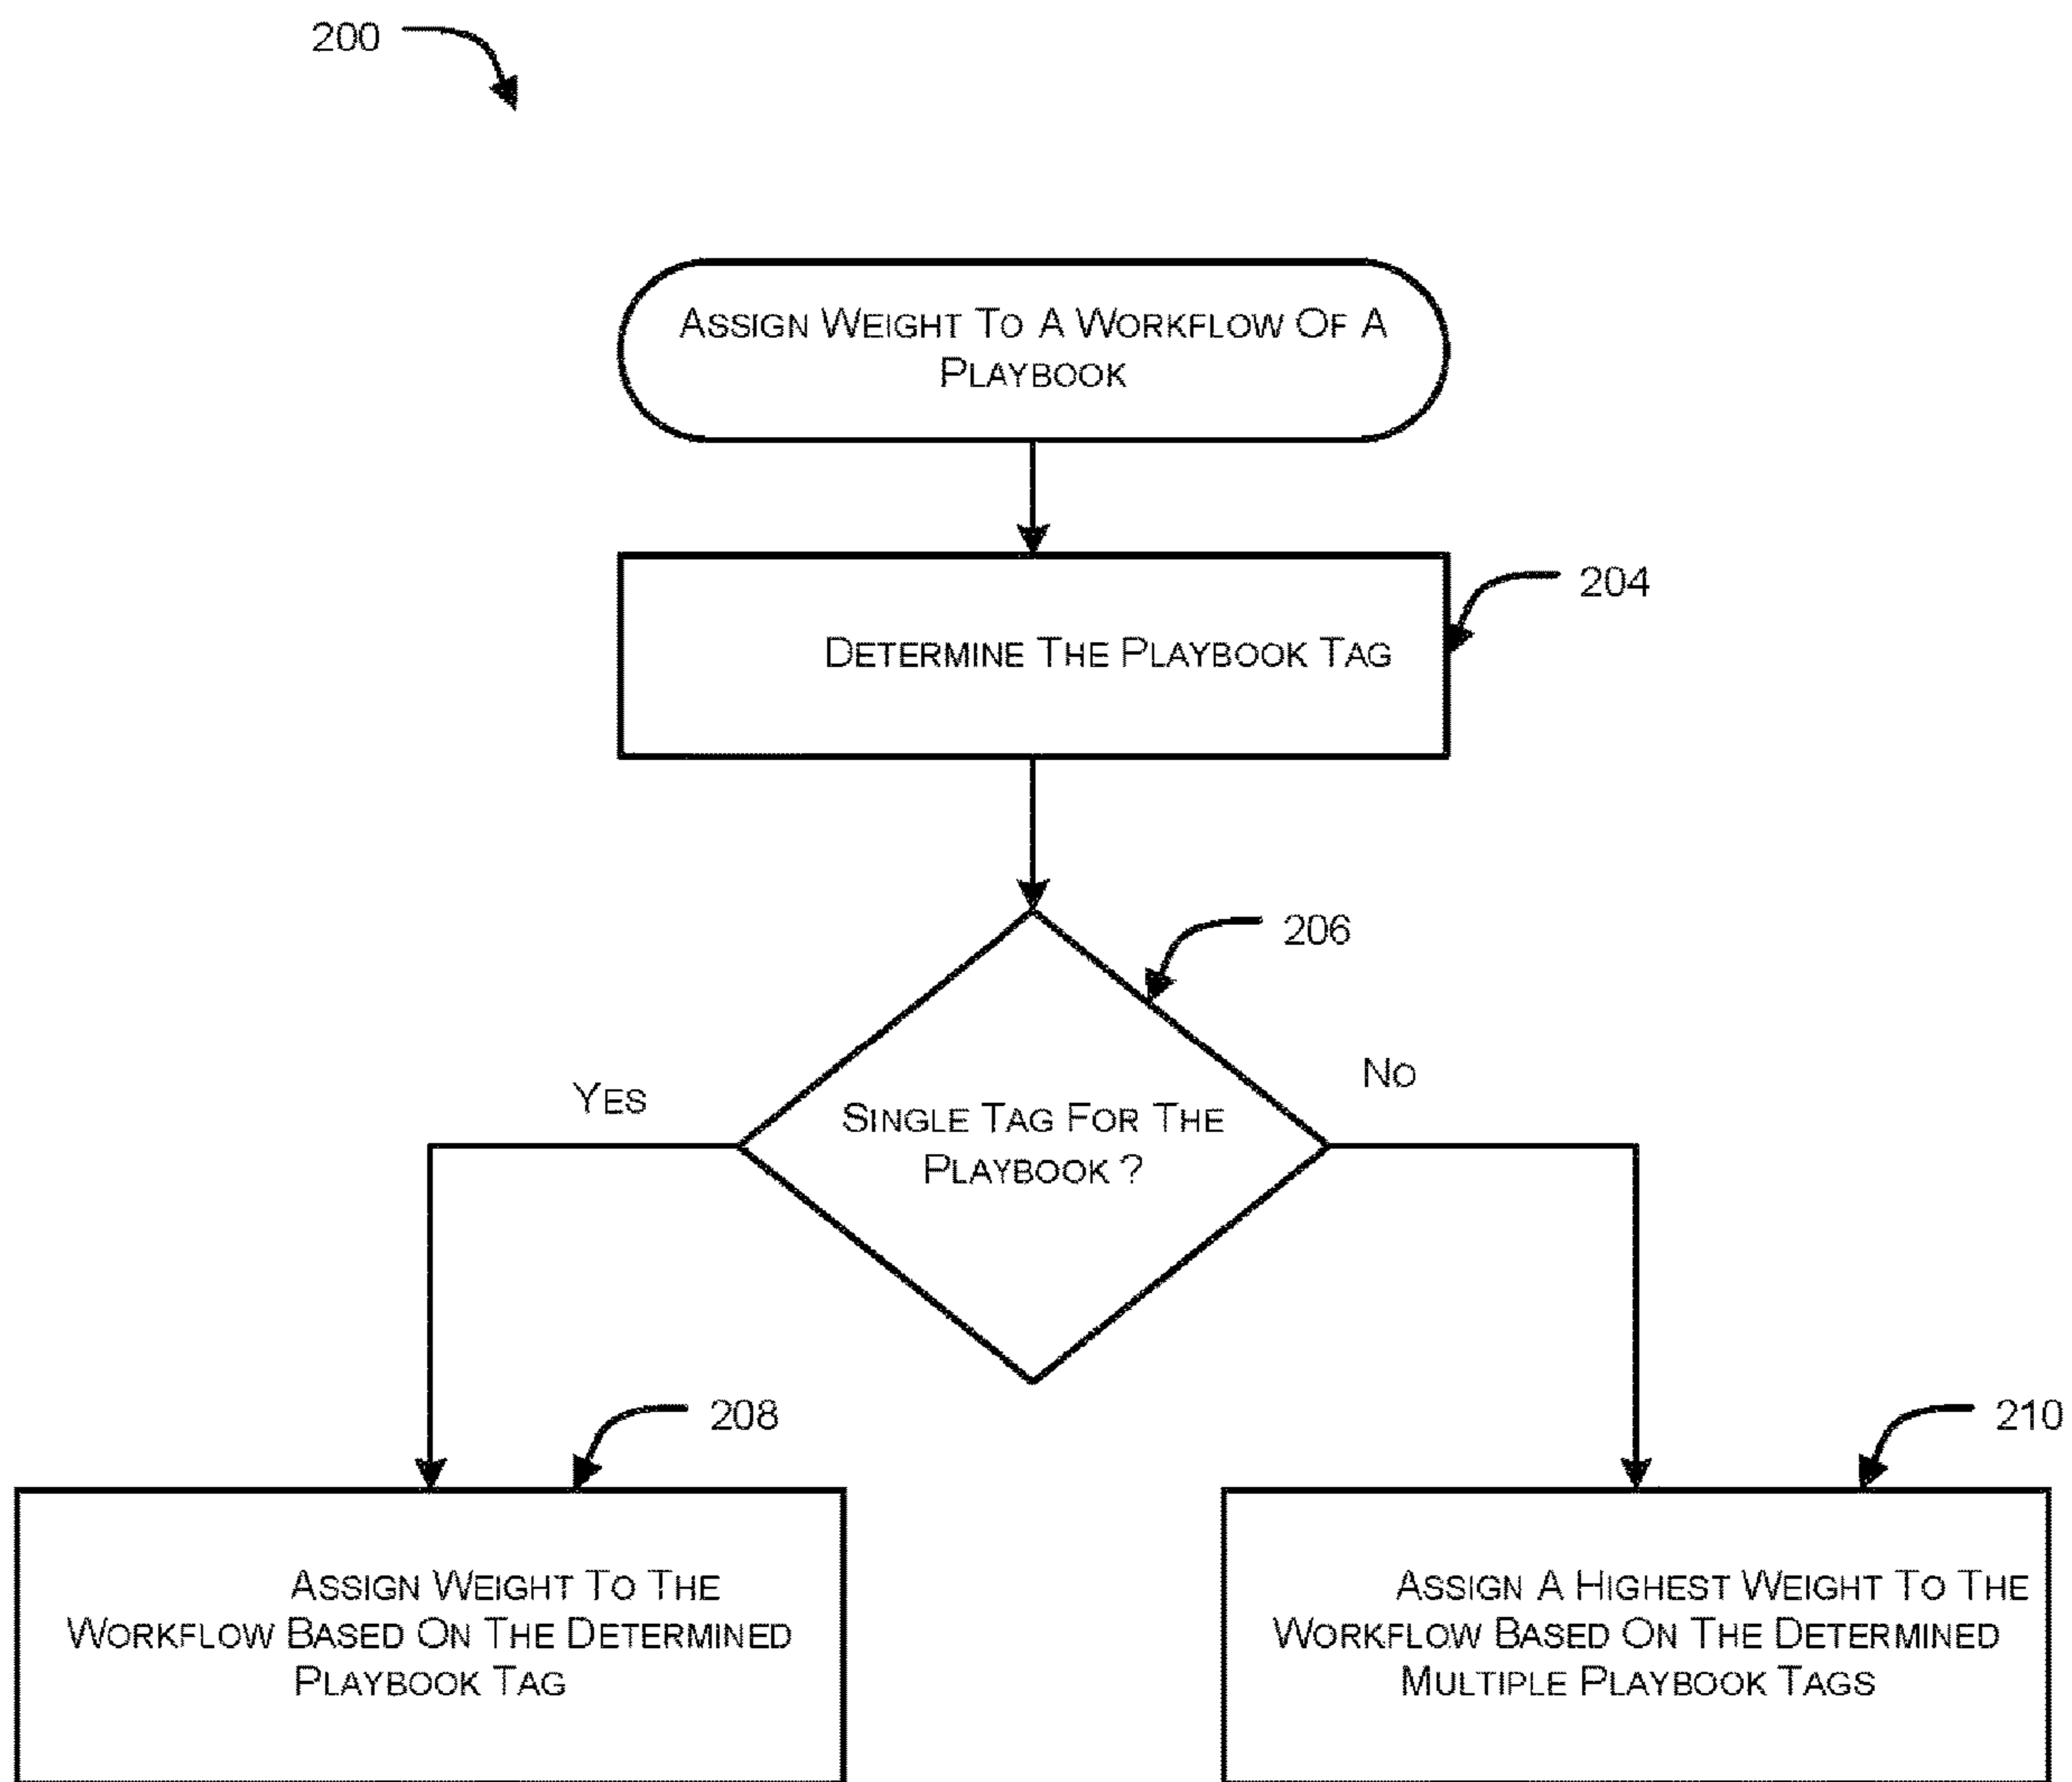 200
ASSIGN WEIGHT TO A WORKFLOW OF A
PLAYBOOK
204
DETERMINE THE PLAYBOOK TAG
206
YES
NO
SINGLE TAG FOR THE
PLAYBOOK ?
208
210
ASSIGN WEIGHT TO THE
WORKFLOW BASED ON THE DETERMINED
PLAYBOOK TAG
ASSIGN A HIGHEST WEIGHT TO THE
WORKFLOW BASED ON THE DETERMINED
MULTIPLE PLAYBOOK TAGS